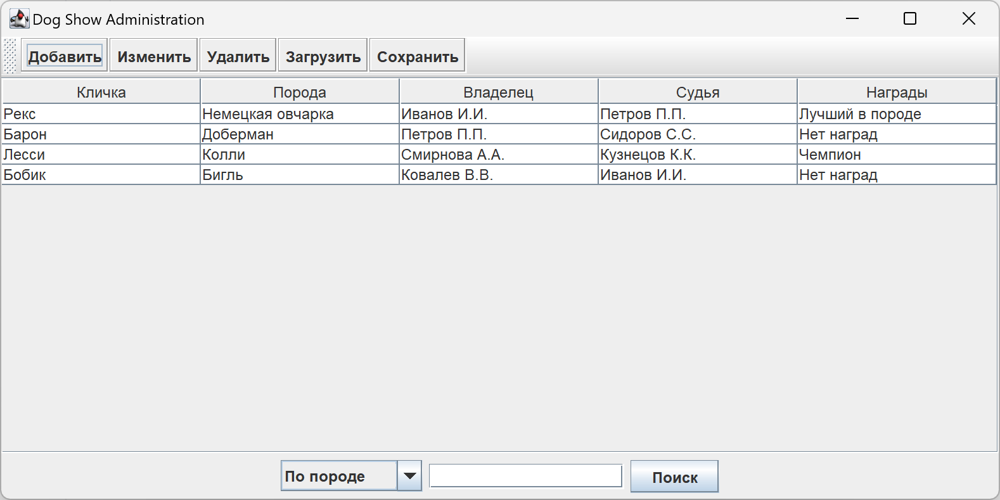 Dog Show Administration
Добавить Изменить Удалить Загрузить Сохранить
Кличка Порода Владелец Судья Награды
Рекс Немецкая овчарка Иванов И.И. Петров П.П. Лучший в породе
Барон Доберман Петров П.П. Сидоров С.С. Нет наград
Лесси Колли Смирнова А.А. Кузнецов К.К. Чемпион
Бобик Бигль Ковалев В.В. Иванов И.И. Нет наград
По породе Поиск